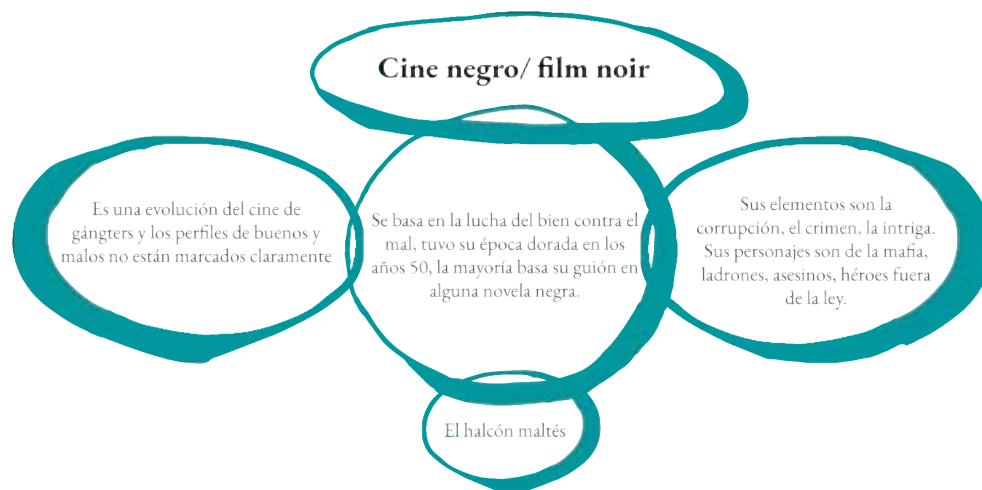 Cine negro/ film noir
Es una evolución del cine de
gángters y los perfiles de buenos y
malos no están marcados claramente
Se basa en la lucha del bien contra el
mal, tuvo su época dorada en los
años 50, la mayoría basa su guión en
alguna novela negra.
Sus elementos son la
corrupción, el crimen, la intriga.
Sus personajes son de la mafia,
ladrones, asesinos, héroes fuera
de la ley.
El halcón maltés